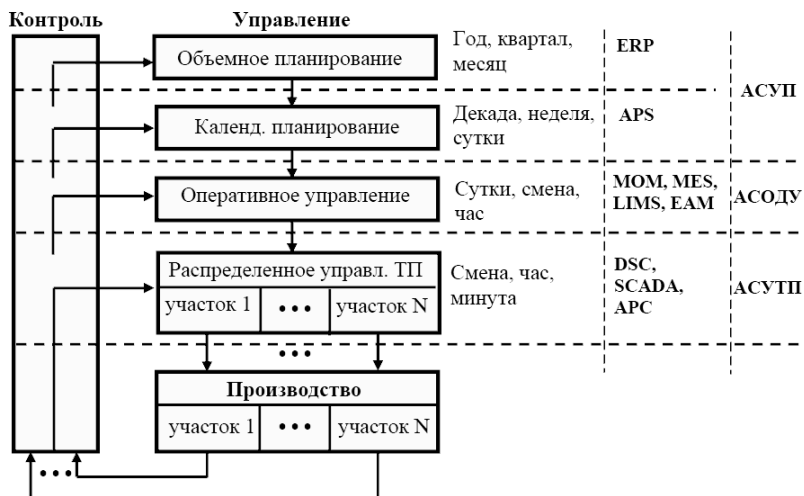 Контроль
Управление
Объемное планирование
Год, квартал,
месяц
ERP
АСУП
Календ. планирование
Декада, неделя,
сутки
APS
Оперативное управление
Сутки, смена,
час
MOM, MES,
LIMS, EAM
АСОДУ
Распределенное управл. ТП
участок 1
•••
участок N
Смена, час,
минута
DSC,
SCADA,
APC
АСУТП
•••
Производство
участок 1
•••
участок N
•••